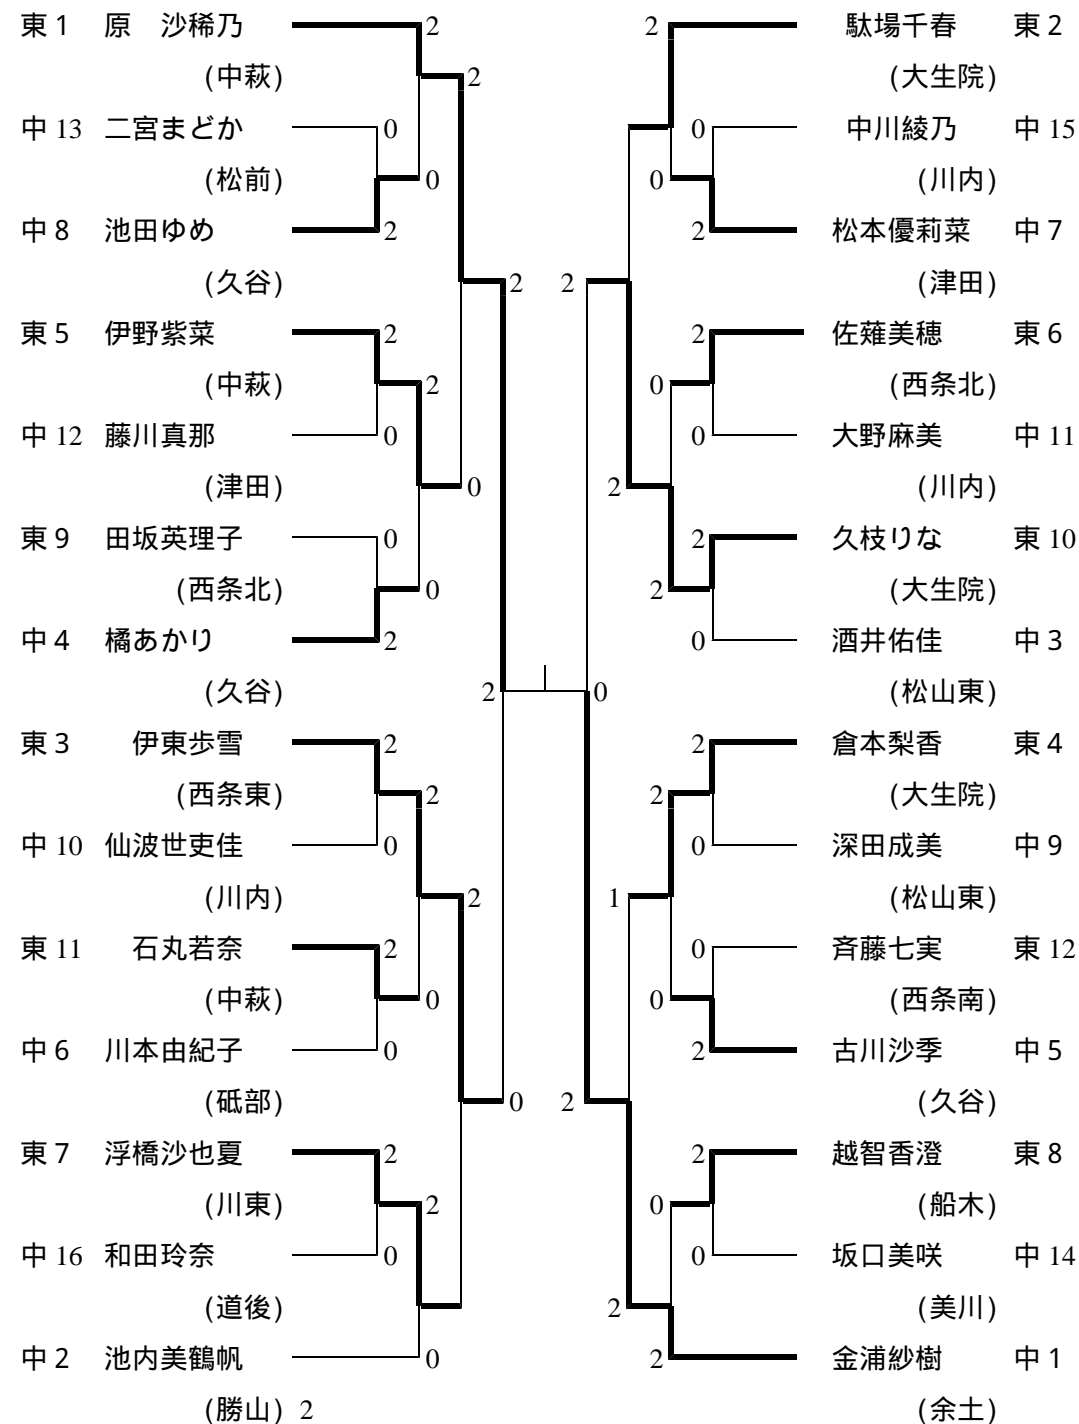 東 1 原　沙稀乃 2 2 駄場千春 東 2
(中萩) 2 (大生院)
中 13 二宮まどか 0 0 中川綾乃 中 15
(松前) 0 0 (川内)
中 8 池田ゆめ 2 2 松本優莉菜 中 7
(久谷) 2 2 (津田)
東 5 伊野紫菜 2 2 佐薙美穂 東 6
(中萩) 2 0 (西条北)
中 12 藤川真那 0 0 大野麻美 中 11
(津田) 0 2 (川内)
東 9 田坂英理子 0 2 久枝りな 東 10
(西条北) 0 2 (大生院)
中 4 橘あかり 2 0 酒井佑佳 中 3
(久谷) 2 0 (松山東)
東 3 伊東歩雪 2 2 倉本梨香 東 4
(西条東) 2 2 (大生院)
中 10 仙波世吏佳 0 0 深田成美 中 9
(川内) 2 1 (松山東)
東 11 石丸若奈 2 0 斉藤七実 東 12
(中萩) 0 0 (西条南)
中 6 川本由紀子 0 2 古川沙季 中 5
(砥部) 0 2 (久谷)
東 7 浮橋沙也夏 2 2 越智香澄 東 8
(川東) 2 0 (船木)
中 16 和田玲奈 0 0 坂口美咲 中 14
(道後) 2 (美川)
中 2 池内美鶴帆 0 2 金浦紗樹 中 1
(勝山) 2 (余土)